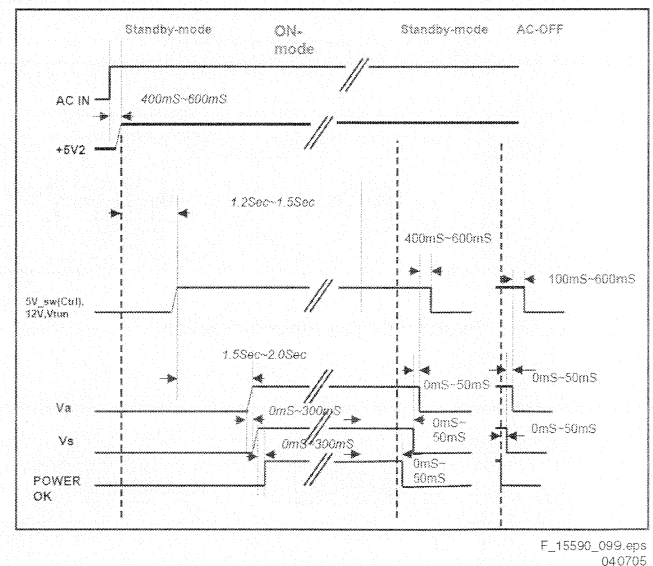 Standby-mode ON-mode Standby-mode AC-OFF
AC IN
400mS~600mS
+5V2
1.2Sec~1.5Sec
400mS~600mS
100mS~600mS
5V_sw(Ctrl).
12V,Vtun
1.5Sec~2.0Sec
0mS~50mS
0mS~50mS
Va
0mS~300mS
0mS~
50mS
0mS~50mS
Vs
0mS~300mS
0mS~
50mS
POWER
OK
F_15590_099.eps
040705